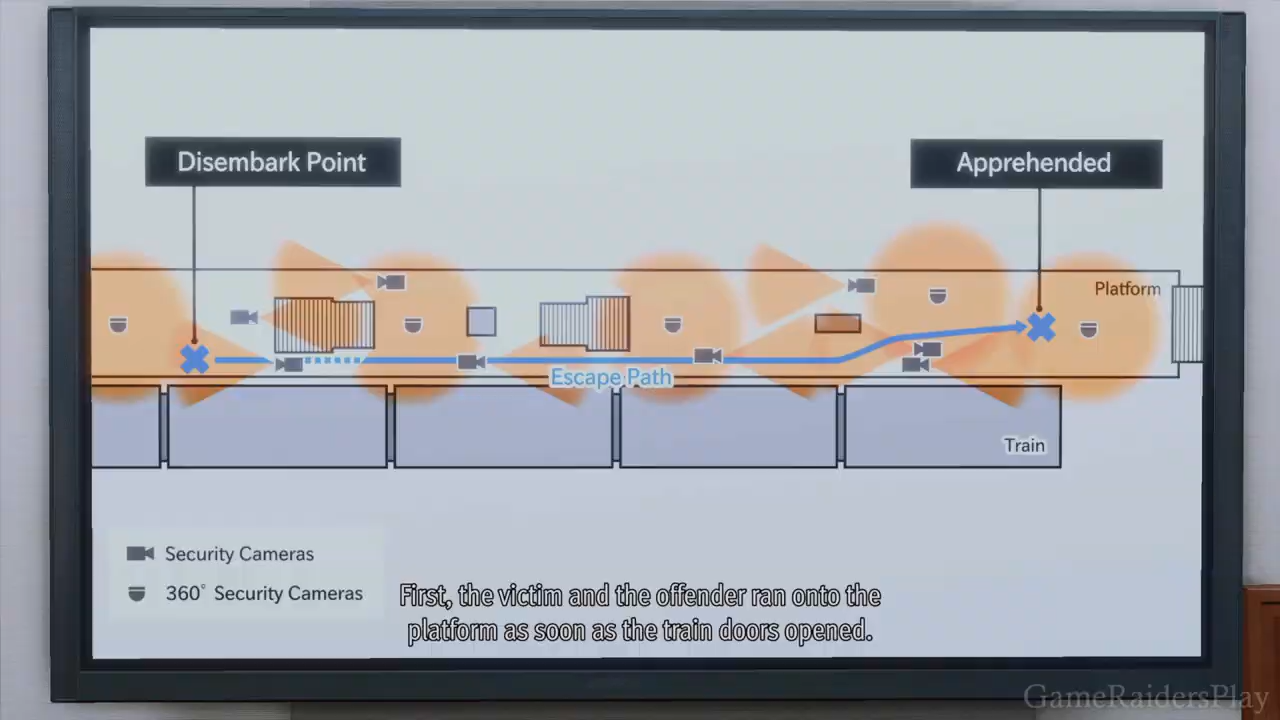 Disembark Point
Apprehended
Platform
Escape Path
Train
Security Cameras
360° Security Cameras
First, the victim and the offender ran onto the
platform as soon as the train doors opened.
GameRaidersPlay